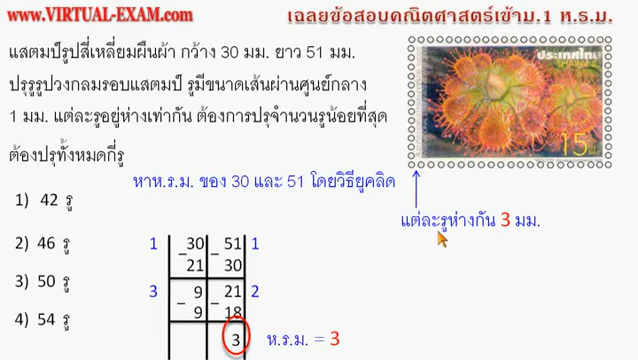 www.VIRTUAL-EXAM.com
เฉลยข้อสอบคณิตศาสตร์เข้าม.1 ห.ร.ม.
แสตมป์รูปสี่เหลี่ยมผืนผ้า กว้าง 30 มม. ยาว 51 มม.
ปรุรูรูปวงกลมรอบแสตมป์ รูมีขนาดเส้นผ่านศูนย์กลาง
1 มม. แต่ละรูอยู่ห่างเท่ากัน ต้องการปรุจำนวนรูน้อยที่สุด
ต้องปรุทั้งหมดกี่รู
ประเทศไทย
THAILAND
15
หาห.ร.ม. ของ 30 และ 51 โดยวิธียูคลิด
แต่ละรูห่างกัน 3 มม.
1) 42 รู
2) 46 รู
3) 50 รู
4) 54 รู
1 30 51 1
- 21 - 30
3 9 21 2
- 9 - 18
3
ห.ร.ม. = 3